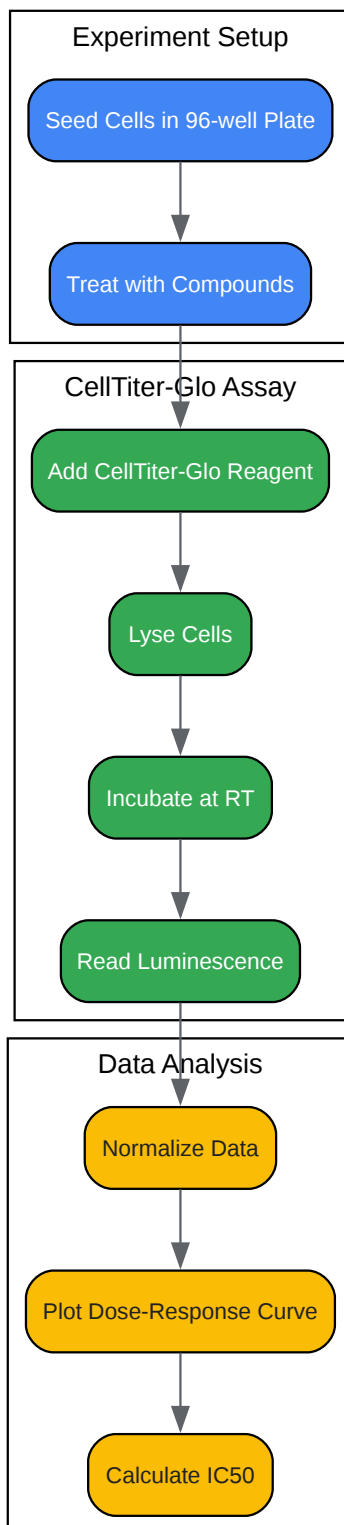 Experiment Setup
Seed Cells in 96-well Plate
Treat with Compounds
CellTiter-Glo Assay
Add CellTiter-Glo Reagent
Lyse Cells
Incubate at RT
Read Luminescence
Data Analysis
Normalize Data
Plot Dose-Response Curve
Calculate IC50